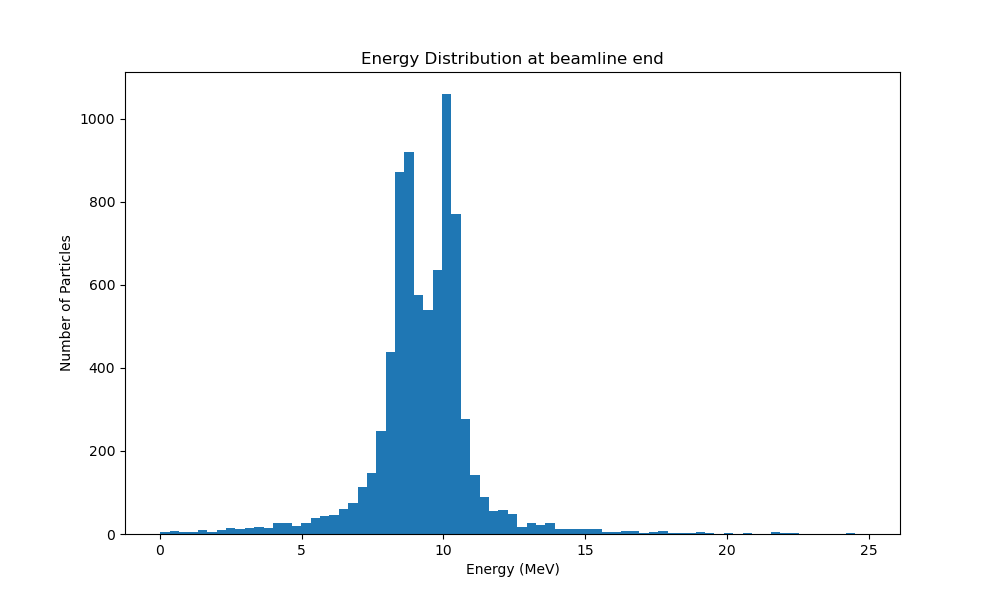 Energy Distribution at beamline end
1000
800
600
400
200
0
Number of Particles
0 5 10 15 20 25
Energy (MeV)